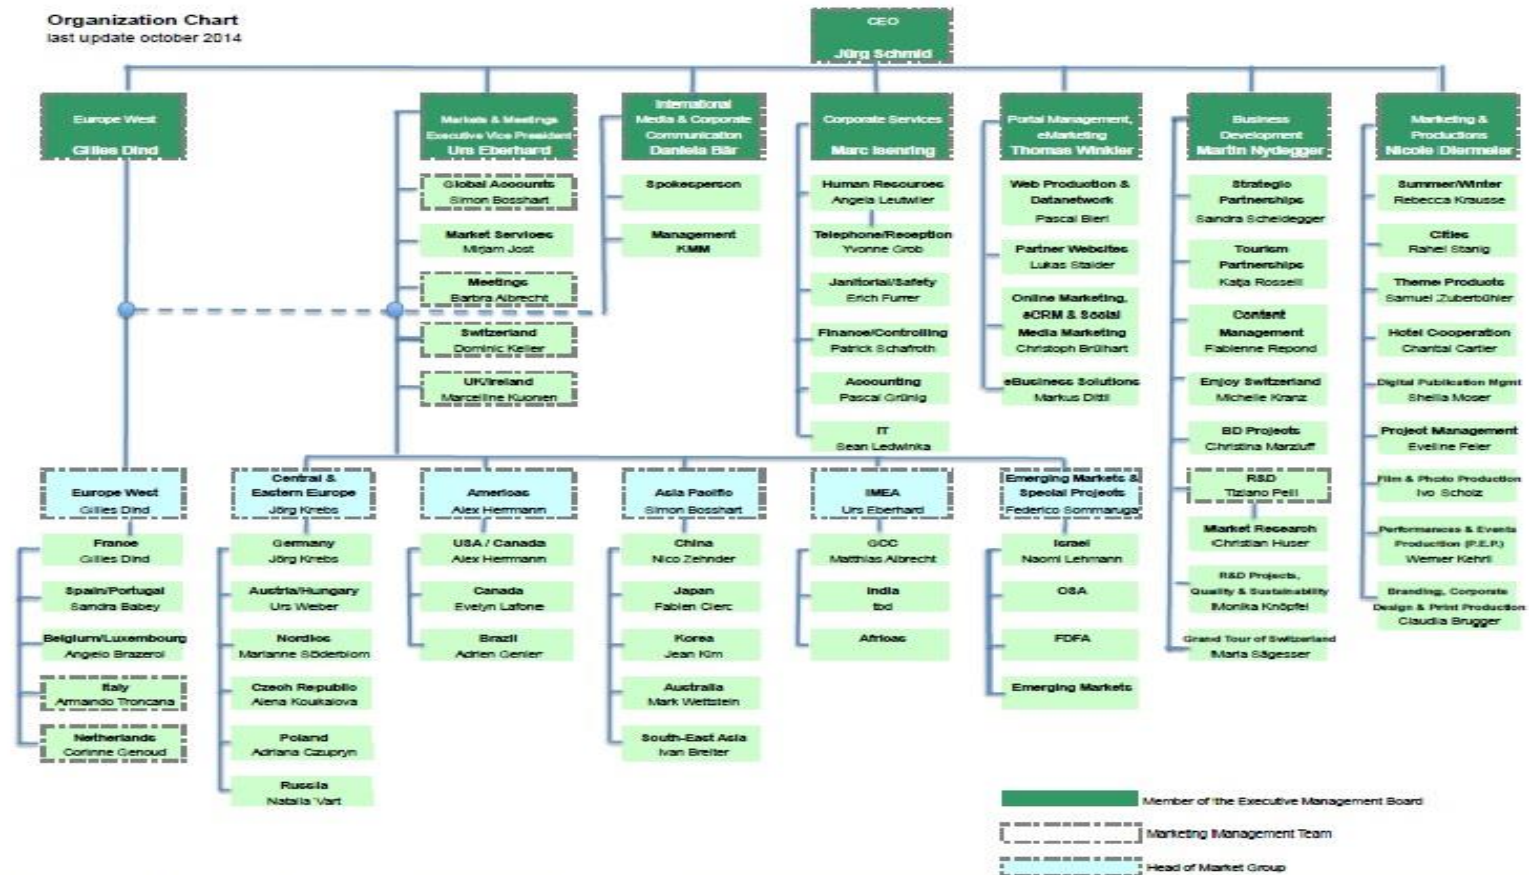 Organization Chart
last update october 2014
CEO
Jürg Schmid
Europe West
Gilles Dind
Markets & Meetings
Executive Vice President
Urs Eberhard
International
Media & Corporate
Communication
Daniela Bär
Corporate Services
Marc Isenring
Portal Management,
eMarketing
Thomas Winkler
Business
Development
Martin Nydegger
Marketing &
Productions
Nicole Diermeier
Global Accounts
Simon Bosshart
Market Services
Mirjam Jost
Meetings
Barbra Albrecht
Switzerland
Dominic Keller
UK/Ireland
Marcelline Kuonen
Spokesperson
Management
KMM
Human Resources
Angela Leutwiler
Telephone/Reception
Yvonne Grob
Janitorial/Safety
Erich Furrer
Finance/Controlling
Patrick Schafroth
Accounting
Pascal Grünig
IT
Sean Ledwinka
Web Production &
Datanetwork
Pascal Bieri
Partner Websites
Lukas Stalder
Online Marketing,
eCRM & Social
Media Marketing
Christoph Brülhart
eBusiness Solutions
Markus Dittli
Strategic
Partnerships
Sandra Scheidegger
Tourism
Partnerships
Katja Rosselli
Content
Management
Fabienne Repond
Enjoy Switzerland
Michelle Kranz
BD Projects
Christina Marzluff
R&D
Tiziano Pelli
Market Research
Christian Huser
R&D Projects,
Quality & Sustainability
Monika Knöpfel
Grand Tour of Switzerland
Maria Sägesser
Summer/Winter
Rebecca Krausse
Cities
Rahel Stanig
Theme Products
Samuel Zuberbühler
Hotel Cooperation
Chantal Cartier
Digital Publication Mgmt
Sheila Moser
Project Management
Eveline Feier
Film & Photo Production
Ivo Scholz
Performances & Events
Production (P.E.P.)
Werner Kehrli
Branding, Corporate
Design & Print Production
Claudia Brugger
Europe West
Gilles Dind
France
Gilles Dind
Spain/Portugal
Sandra Babey
Belgium/Luxembourg
Angelo Brazerol
Italy
Armando Troncana
Netherlands
Corinne Genoud
Central &
Eastern Europe
Jörg Krebs
Germany
Jörg Krebs
Austria/Hungary
Urs Weber
Nordics
Marianne Söderblom
Czech Republic
Alena Koukalova
Poland
Adriana Czupryn
Russia
Natalia Vart
Americas
Alex Herrmann
USA / Canada
Alex Herrmann
Canada
Evelyn Lafone
Brazil
Adrien Genier
Asia Pacific
Simon Bosshart
China
Nico Zehnder
Japan
Fabien Clerc
Korea
Jean Kim
Australia
Mark Wettstein
South-East Asia
Ivan Breiter
IMEA
Urs Eberhard
GCC
Matthias Albrecht
India
tbd
Africas
Emerging Markets &
Special Projects
Federico Sommaruga
Israel
Naomi Lehmann
OSA
FDFA
Emerging Markets
Member of the Executive Management Board
Marketing Management Team
Head of Market Group